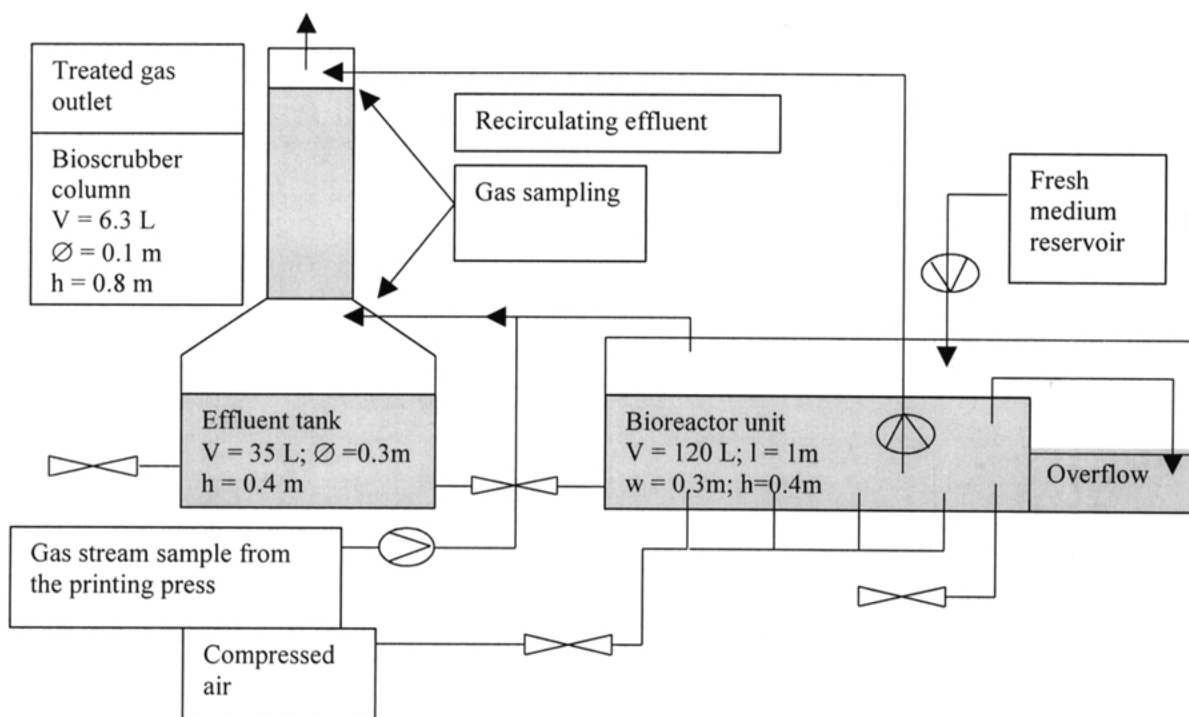 Treated gas
outlet
Bioscrubber
column
V = 6.3 L
∅ = 0.1 m
h = 0.8 m
Recirculating effluent
Gas sampling
Fresh
medium
reservoir
Effluent tank
V = 35 L; ∅ =0.3m
h = 0.4 m
Bioreactor unit
V = 120 L; l = 1m
w = 0.3m; h=0.4m
Overflow
Gas stream sample from
the printing press
Compressed
air